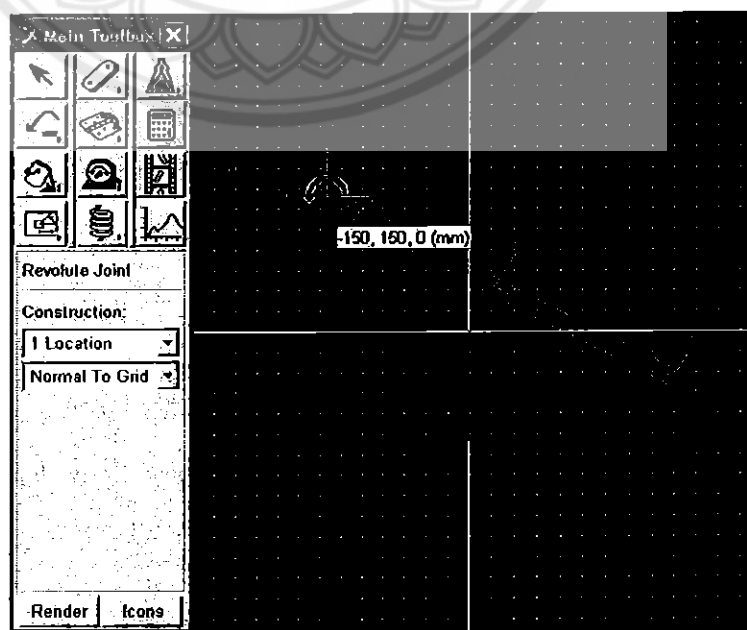 Main Toolbox
-150, 150, 0 (mm)
Revolute Joint
Construction:
1 Location
Normal To Grid
Render Icons